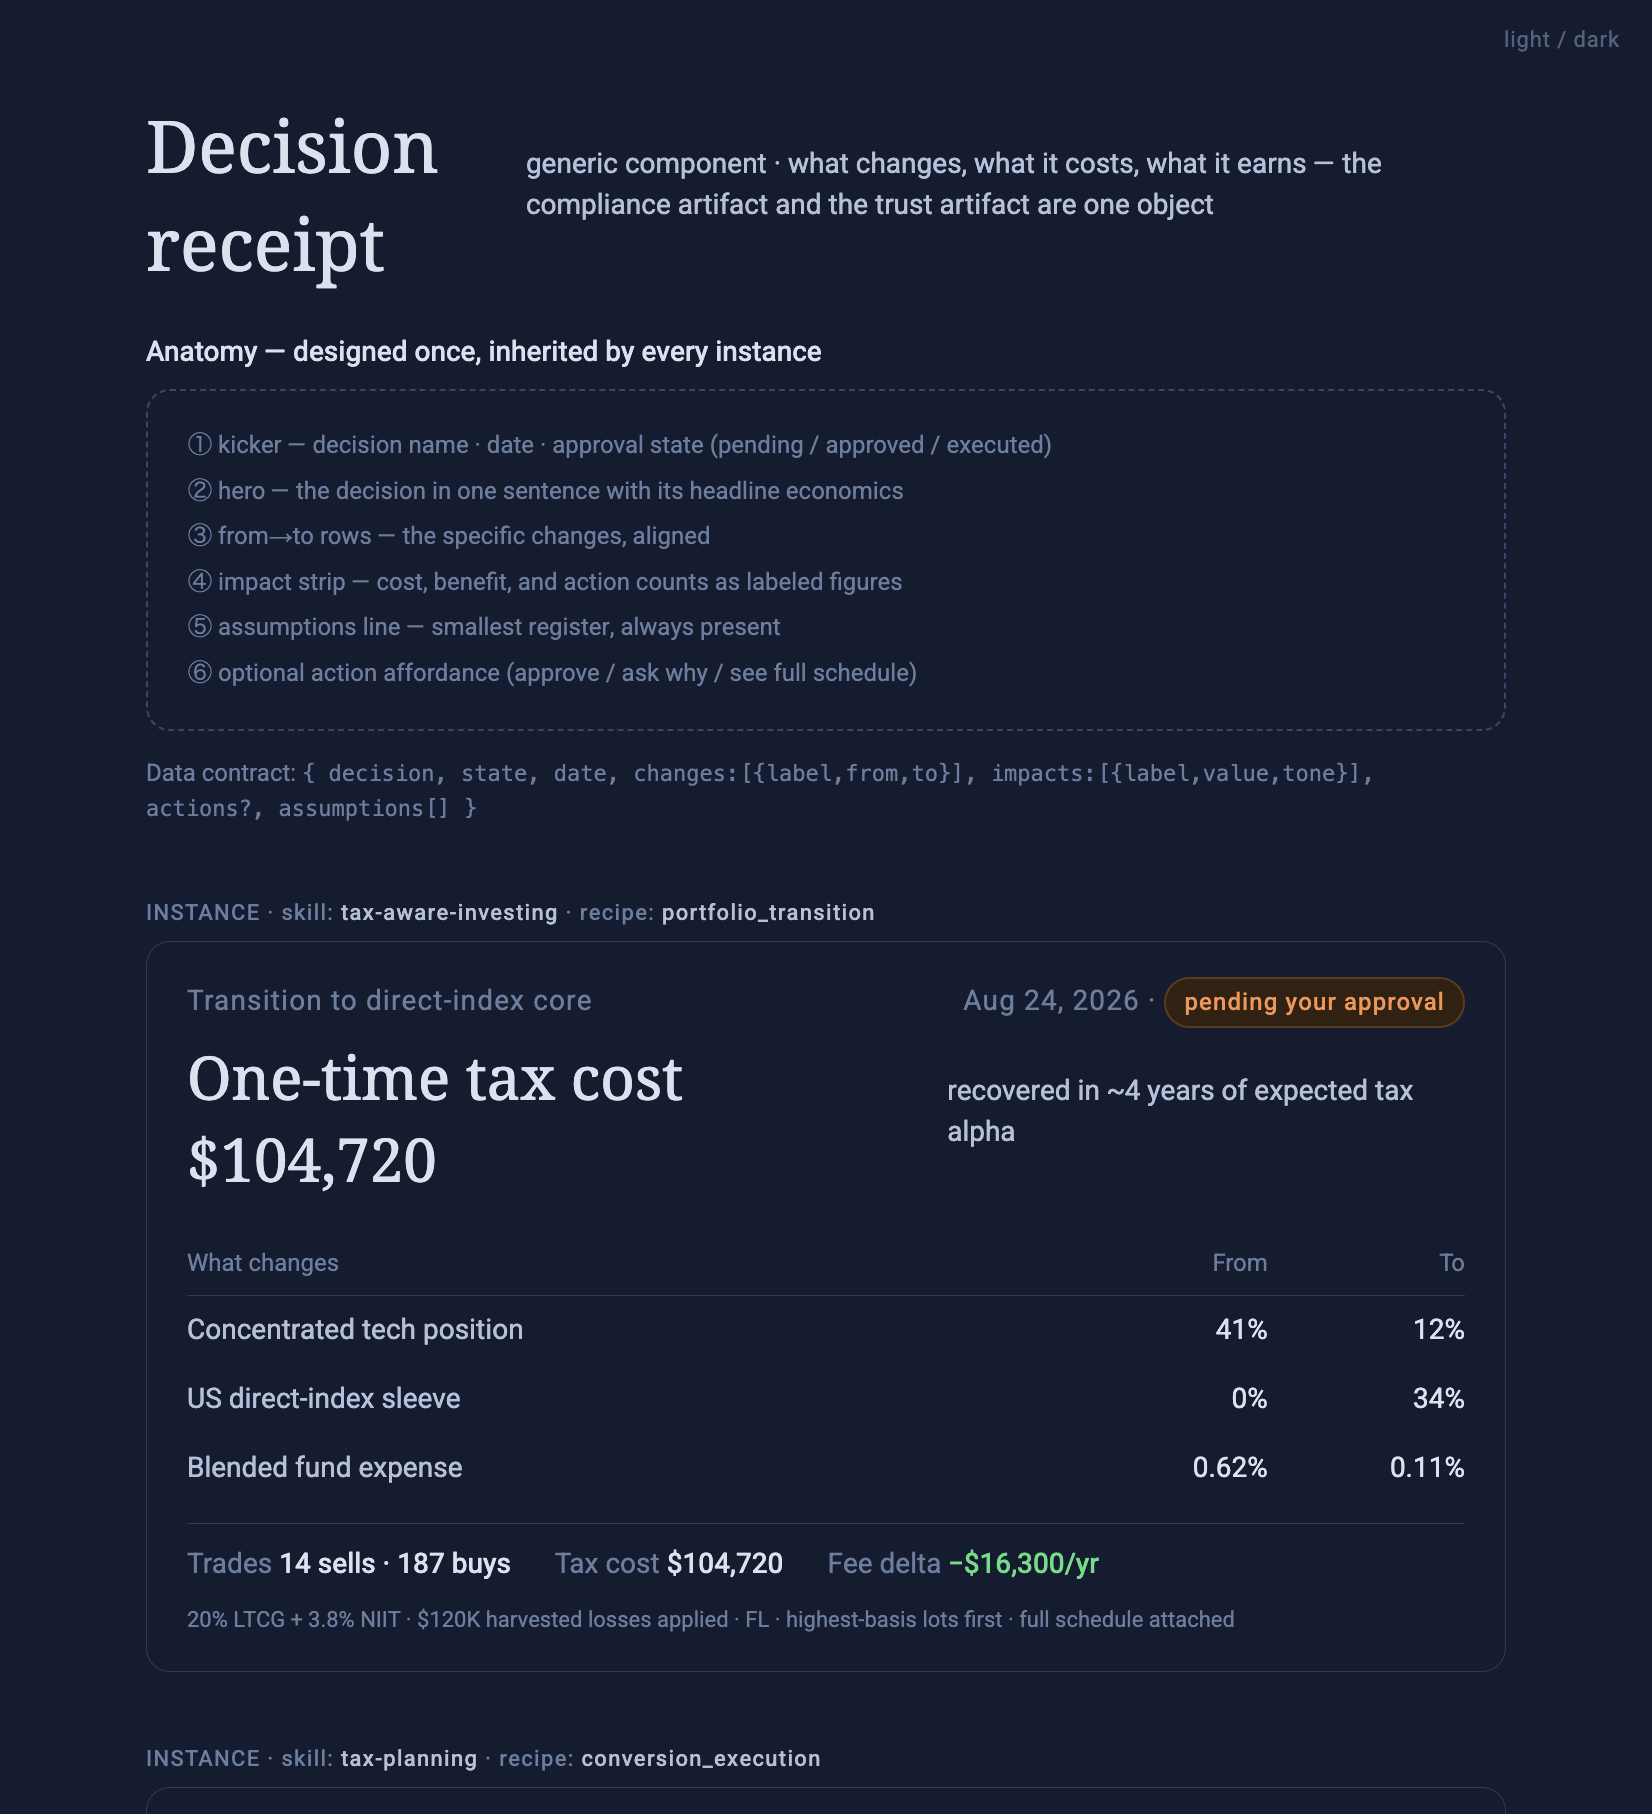 light / dark
Decision
receipt
generic component · what changes, what it costs, what it earns — the
compliance artifact and the trust artifact are one object
Anatomy — designed once, inherited by every instance
① kicker — decision name · date · approval state (pending / approved / executed)
② hero — the decision in one sentence with its headline economics
③ from→to rows — the specific changes, aligned
④ impact strip — cost, benefit, and action counts as labeled figures
⑤ assumptions line — smallest register, always present
⑥ optional action affordance (approve / ask why / see full schedule)
Data contract: { decision, state, date, changes:[{label,from,to}], impacts:[{label,value,tone}],
actions?, assumptions[] }
INSTANCE · skill: tax-aware-investing · recipe: portfolio_transition
Transition to direct-index core Aug 24, 2026 · pending your approval
One-time tax cost
$104,720
recovered in ~4 years of expected tax
alpha
What changes From To
Concentrated tech position 41% 12%
US direct-index sleeve 0% 34%
Blended fund expense 0.62% 0.11%
Trades 14 sells · 187 buys Tax cost $104,720 Fee delta −$16,300/yr
20% LTCG + 3.8% NIIT · $120K harvested losses applied · FL · highest-basis lots first · full schedule attached
INSTANCE · skill: tax-planning · recipe: conversion_execution